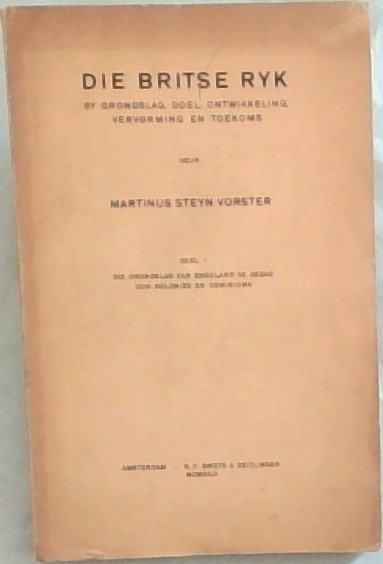 DIE BRITSE RYK
SY GRONDSLAG, DOEL, ONTWIKKELING,
VERVORMING EN TOEKOMS
DEUR
MARTINUS STEYN VORSTER
DEEL I
DIE GRONDSLAG VAN ENGELAND SE GESAG
OOR KOLONIES EN DOMINIONS
AMSTERDAM - N. V. SWETS & ZEITLINGER